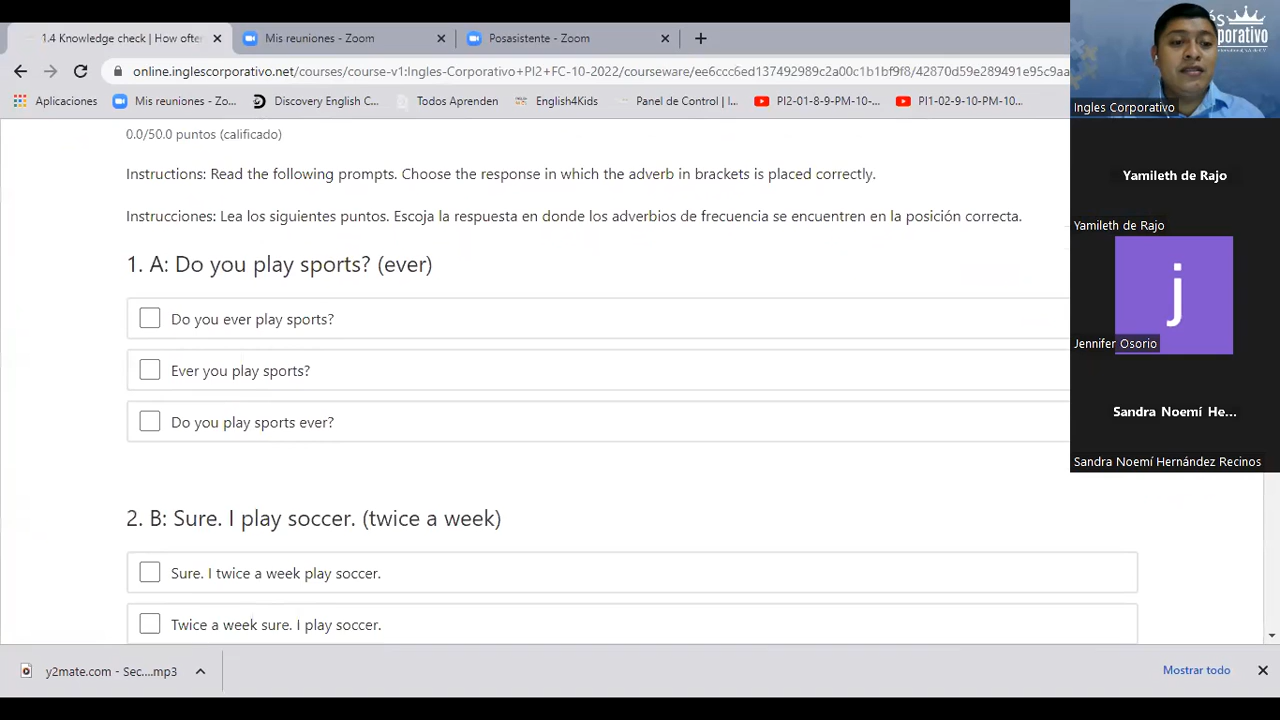 1.4 Knowledge check | How ofte
Mis reuniones - Zoom
Posasistente - Zoom
online.inglescorporativo.net/courses/course-v1:Ingles-Corporativo+PI2+FC-10-2022/courseware/ee6ccc6ed137492989c2a00c1b1bf9f8/42870d59e289491e95c9aa
Aplicaciones
Mis reuniones - Zo...
Discovery English C...
Todos Aprenden
English4Kids
Panel de Control | I...
PI2-01-8-9-PM-10-...
PI1-02-9-10-PM-10...
0.0/50.0 puntos (calificado)
Instructions: Read the following prompts. Choose the response in which the adverb in brackets is placed correctly.
Instrucciones: Lea los siguientes puntos. Escoja la respuesta en donde los adverbios de frecuencia se encuentren en la posición correcta.
1. A: Do you play sports? (ever)
Do you ever play sports?
Ever you play sports?
Do you play sports ever?
2. B: Sure. I play soccer. (twice a week)
Sure. I twice a week play soccer.
Twice a week sure. I play soccer.
y2mate.com - Sec....mp3
Mostrar todo
Ingles Corporativo
Yamileth de Rajo
Yamileth de Rajo
j
Jennifer Osorio
Sandra Noemí He...
Sandra Noemí Hernández Recinos